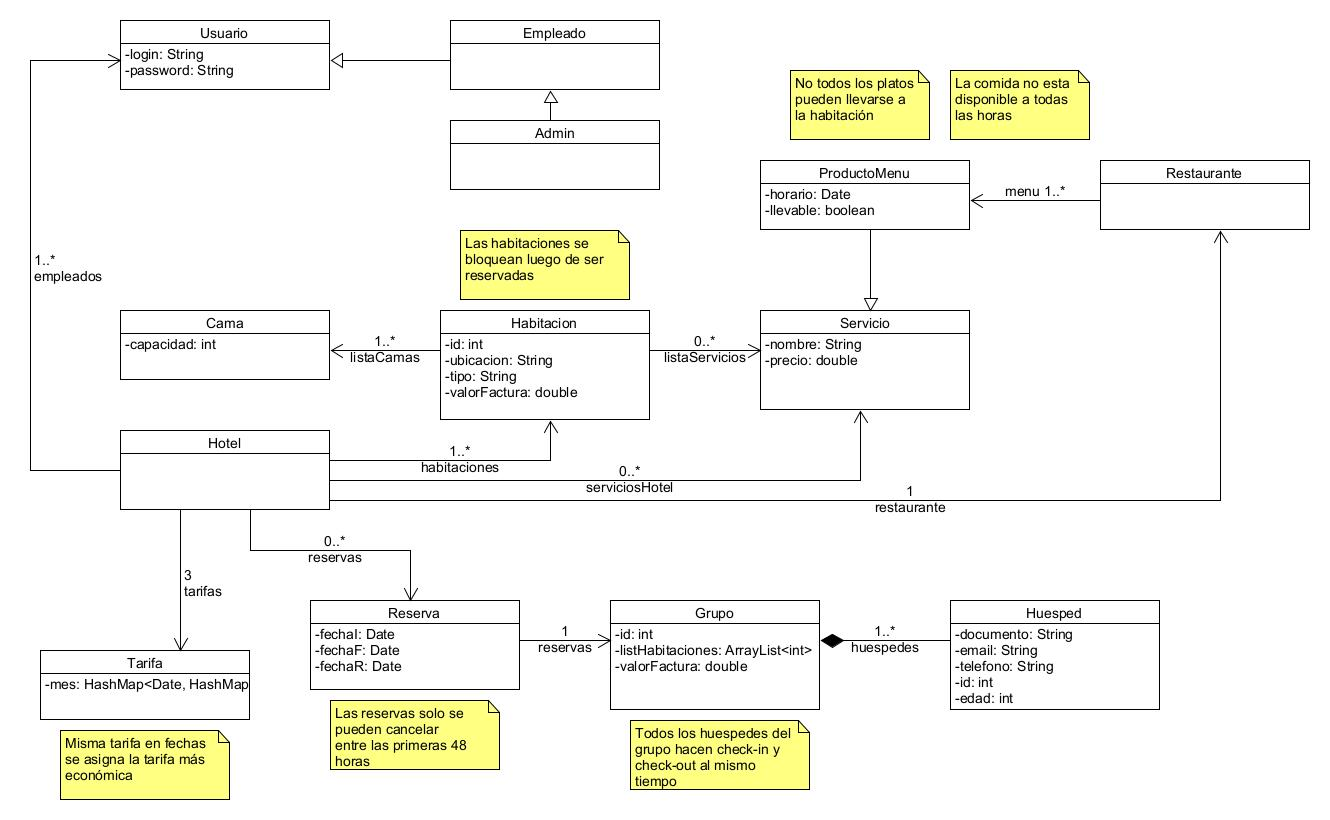 Usuario
-login: String
-password: String
Empleado
Admin
No todos los platos
pueden llevarse a
la habitación
La comida no esta
disponible a todas
las horas
ProductoMenu
-horario: Date
-llevable: boolean
menu 1..*
Restaurante
1..*
empleados
Las habitaciones se
bloquean luego de ser
reservadas
Cama
-capacidad: int
1..*
listaCamas
Habitacion
-id: int
-ubicacion: String
-tipo: String
-valorFactura: double
0..*
listaServicios
Servicio
-nombre: String
-precio: double
Hotel
1..*
habitaciones
0..*
serviciosHotel
1
restaurante
0..*
reservas
3
tarifas
Tarifa
-mes: HashMap<Date, HashMap
Misma tarifa en fechas
se asigna la tarifa más
económica
Reserva
-fechaI: Date
-fechaF: Date
-fechaR: Date
1
reservas
Las reservas solo se
pueden cancelar
entre las primeras 48
horas
Grupo
-id: int
-listHabitaciones: ArrayList<int>
-valorFactura: double
1..*
huespedes
Todos los huespedes del
grupo hacen check-in y
check-out al mismo
tiempo
Huesped
-documento: String
-email: String
-telefono: String
-id: int
-edad: int